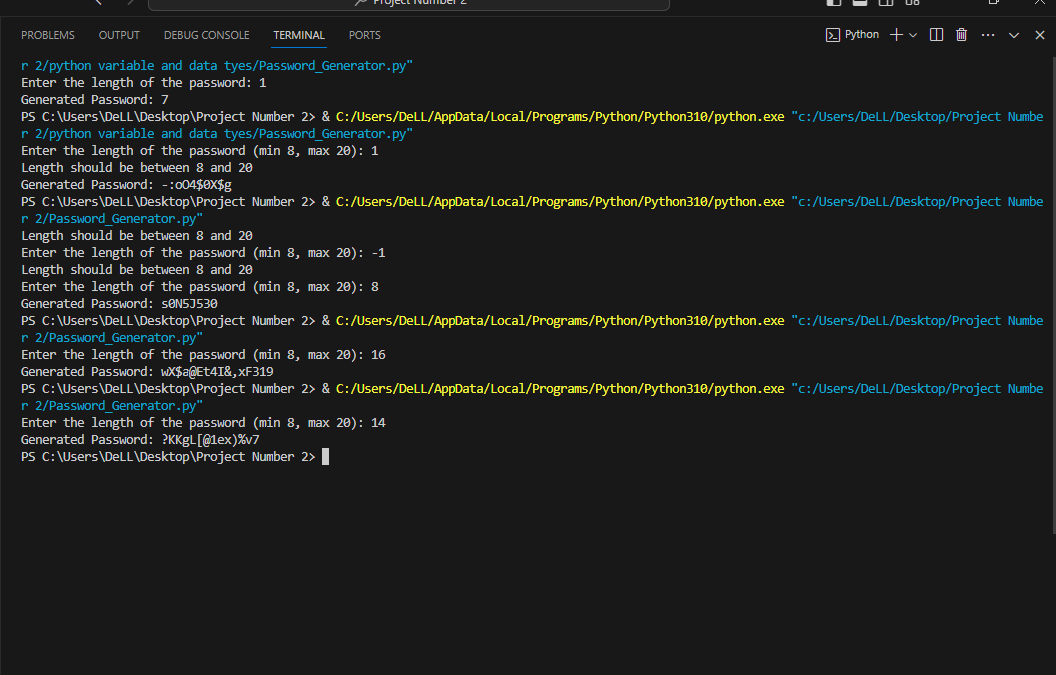 Project Number 2
PROBLEMS OUTPUT DEBUG CONSOLE TERMINAL PORTS Python
r 2/python variable and data tyes/Password_Generator.py"
Enter the length of the password: 1
Generated Password: 7
PS C:\Users\DeLL\Desktop\Project Number 2> & C:/Users/DeLL/AppData/Local/Programs/Python/Python310/python.exe "c:/Users/DeLL/Desktop/Project Numbe
r 2/python variable and data tyes/Password_Generator.py"
Enter the length of the password (min 8, max 20): 1
Length should be between 8 and 20
Generated Password: -:oO4$0X$g
PS C:\Users\DeLL\Desktop\Project Number 2> & C:/Users/DeLL/AppData/Local/Programs/Python/Python310/python.exe "c:/Users/DeLL/Desktop/Project Numbe
r 2/Password_Generator.py"
Length should be between 8 and 20
Enter the length of the password (min 8, max 20): -1
Length should be between 8 and 20
Enter the length of the password (min 8, max 20): 8
Generated Password: s0N5J530
PS C:\Users\DeLL\Desktop\Project Number 2> & C:/Users/DeLL/AppData/Local/Programs/Python/Python310/python.exe "c:/Users/DeLL/Desktop/Project Numbe
r 2/Password_Generator.py"
Enter the length of the password (min 8, max 20): 16
Generated Password: wX$a@Et4I&,xF319
PS C:\Users\DeLL\Desktop\Project Number 2> & C:/Users/DeLL/AppData/Local/Programs/Python/Python310/python.exe "c:/Users/DeLL/Desktop/Project Numbe
r 2/Password_Generator.py"
Enter the length of the password (min 8, max 20): 14
Generated Password: ?KKgL[@1ex)%v7
PS C:\Users\DeLL\Desktop\Project Number 2>